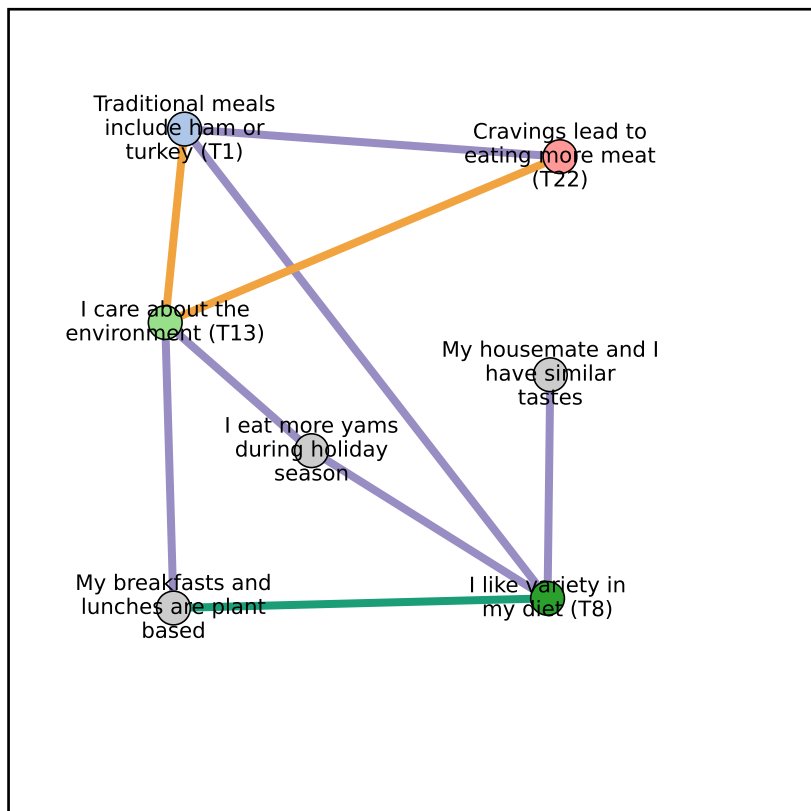 Traditional meals
include ham or
turkey (T1)
Cravings lead to
eating more meat
(T22)
I care about the
environment (T13)
My housemate and I
have similar
tastes
I eat more yams
during holiday
season
My breakfasts and
lunches are plant
based
I like variety in
my diet (T8)